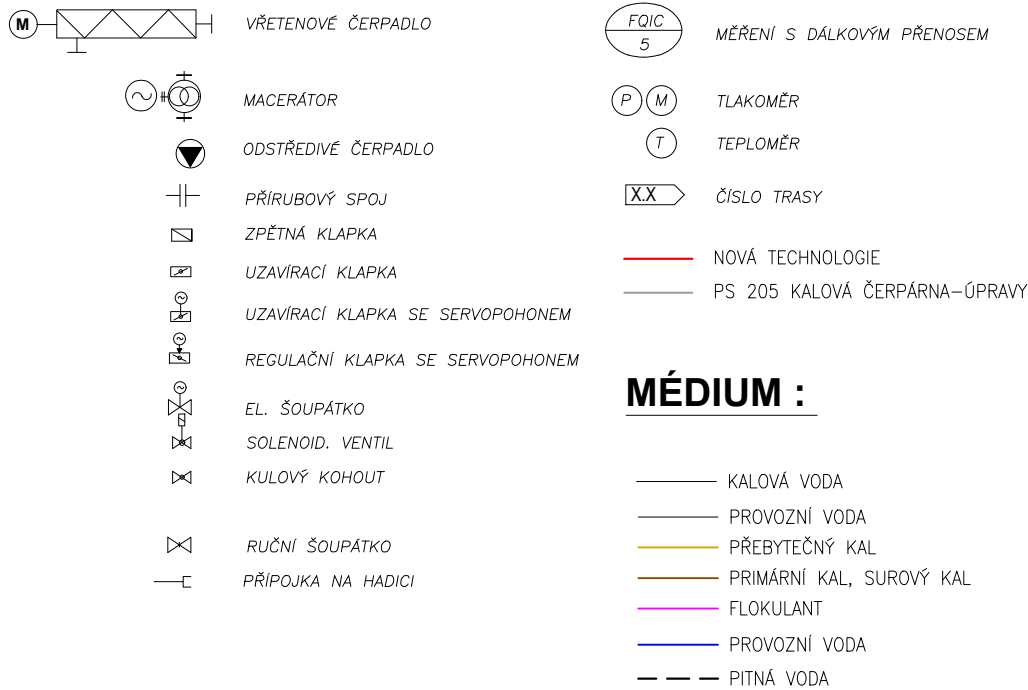 M
VŘETENOVÉ ČERPADLO
MACERÁTOR
ODSTŘEDIVÉ ČERPADLO
PŘÍRUBOVÝ SPOJ
ZPĚTNÁ KLAPKA
UZAVÍRACÍ KLAPKA
UZAVÍRACÍ KLAPKA SE SERVOPOHONEM
REGULAČNÍ KLAPKA SE SERVOPOHONEM
EL. ŠOUPÁTKO
SOLENOID. VENTIL
KULOVÝ KOHOUT
RUČNÍ ŠOUPÁTKO
PŘÍPOJKA NA HADICI
FQIC
5
MĚŘENÍ S DÁLKOVÝM PŘENOSEM
P M
TLAKOMĚR
T
TEPLOMĚR
X.X
ČÍSLO TRASY
NOVÁ TECHNOLOGIE
PS 205 KALOVÁ ČERPÁRNA-ÚPRAVY
MÉDIUM :
KALOVÁ VODA
PROVOZNÍ VODA
PŘEBYTEČNÝ KAL
PRIMÁRNÍ KAL, SUROVÝ KAL
FLOKULANT
PROVOZNÍ VODA
PITNÁ VODA